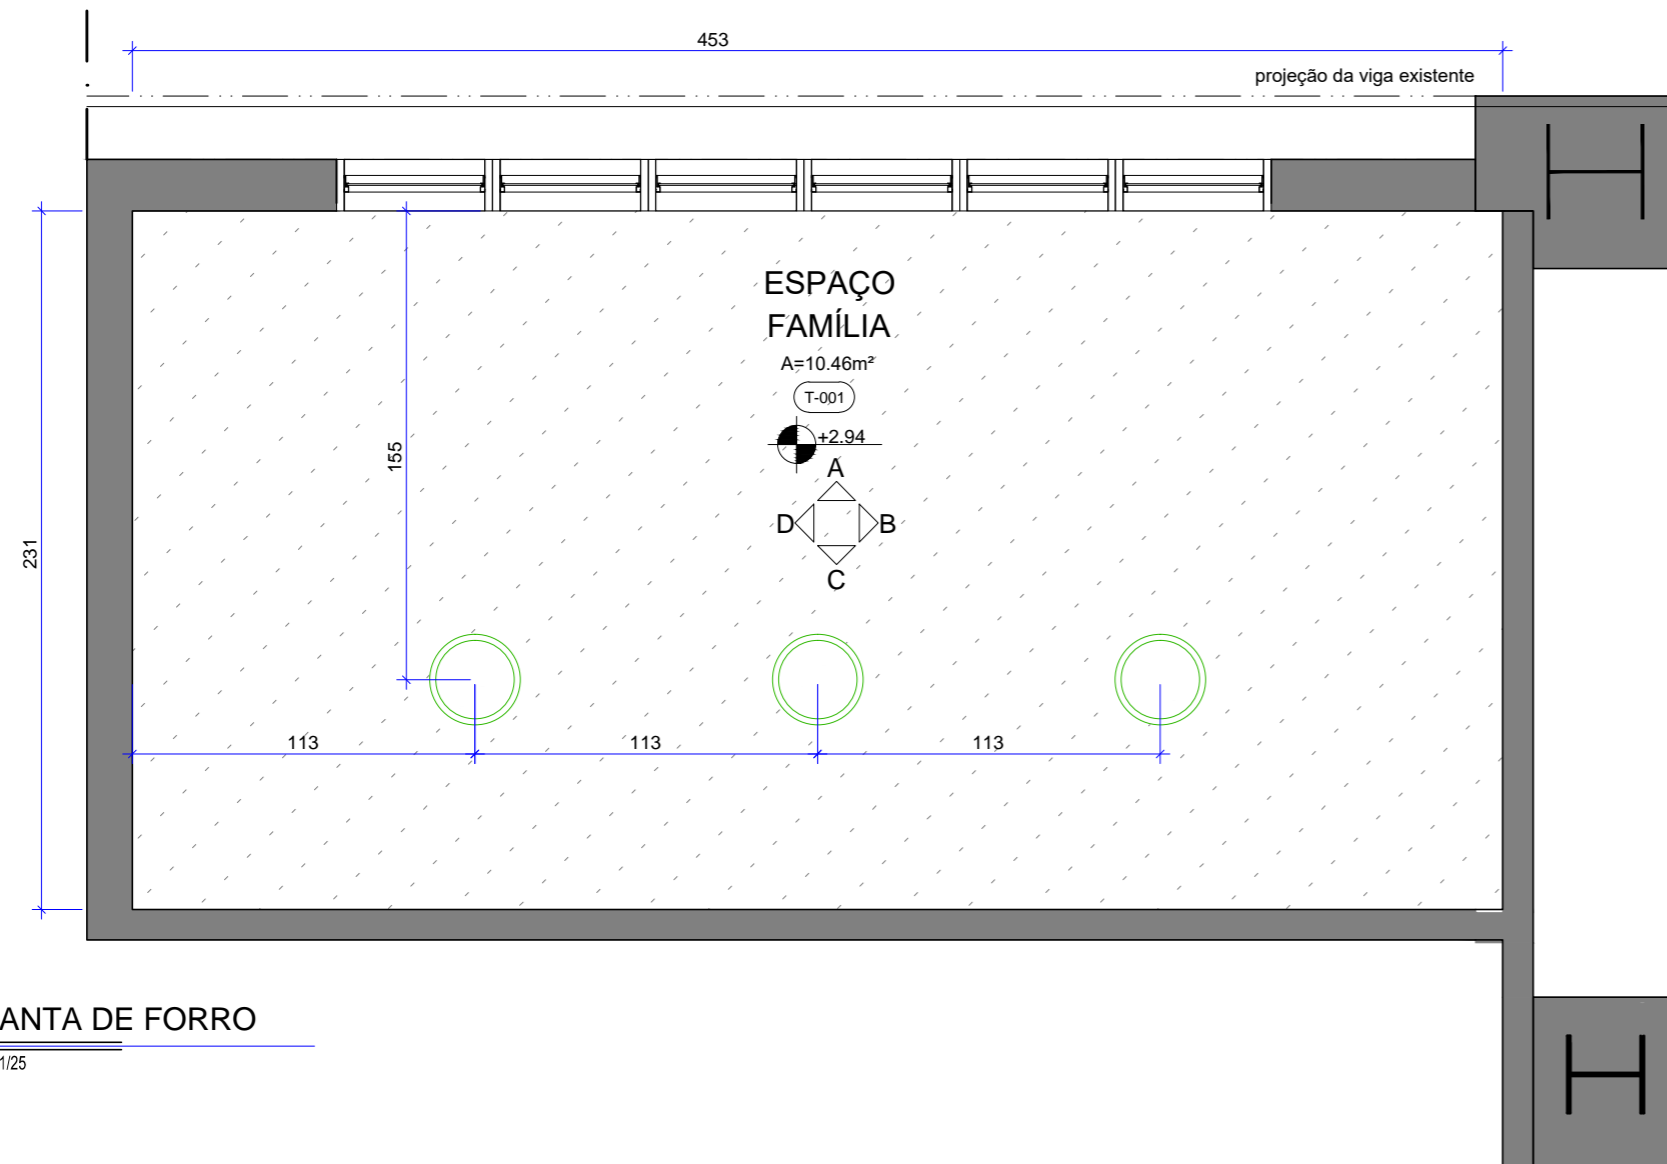 453
projeção da viga existente
ESPAÇO
FAMÍLIA
A=10.46m²
T-001
+2.94
A
D B
C
155
231
113 113 113
ANTA DE FORRO
1/25